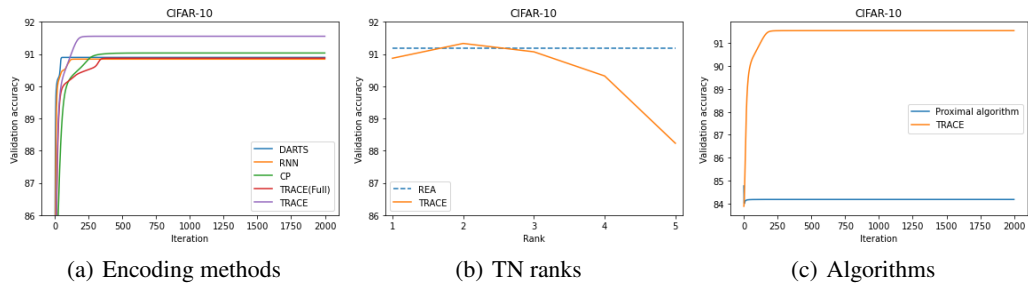 CIFAR-10
Validation accuracy
92
91
90
89
88
87
86
DARTS
RNN
CP
TRACE(Full)
TRACE
0 250 500 750 1000 1250 1500 1750 2000
Iteration
(a) Encoding methods
CIFAR-10
Validation accuracy
92
91
90
89
88
87
86
REA
TRACE
1 2 3 4 5
Rank
(b) TN ranks
CIFAR-10
Validation accuracy
91
90
89
88
87
86
85
84
Proximal algorithm
TRACE
0 250 500 750 1000 1250 1500 1750 2000
Iteration
(c) Algorithms